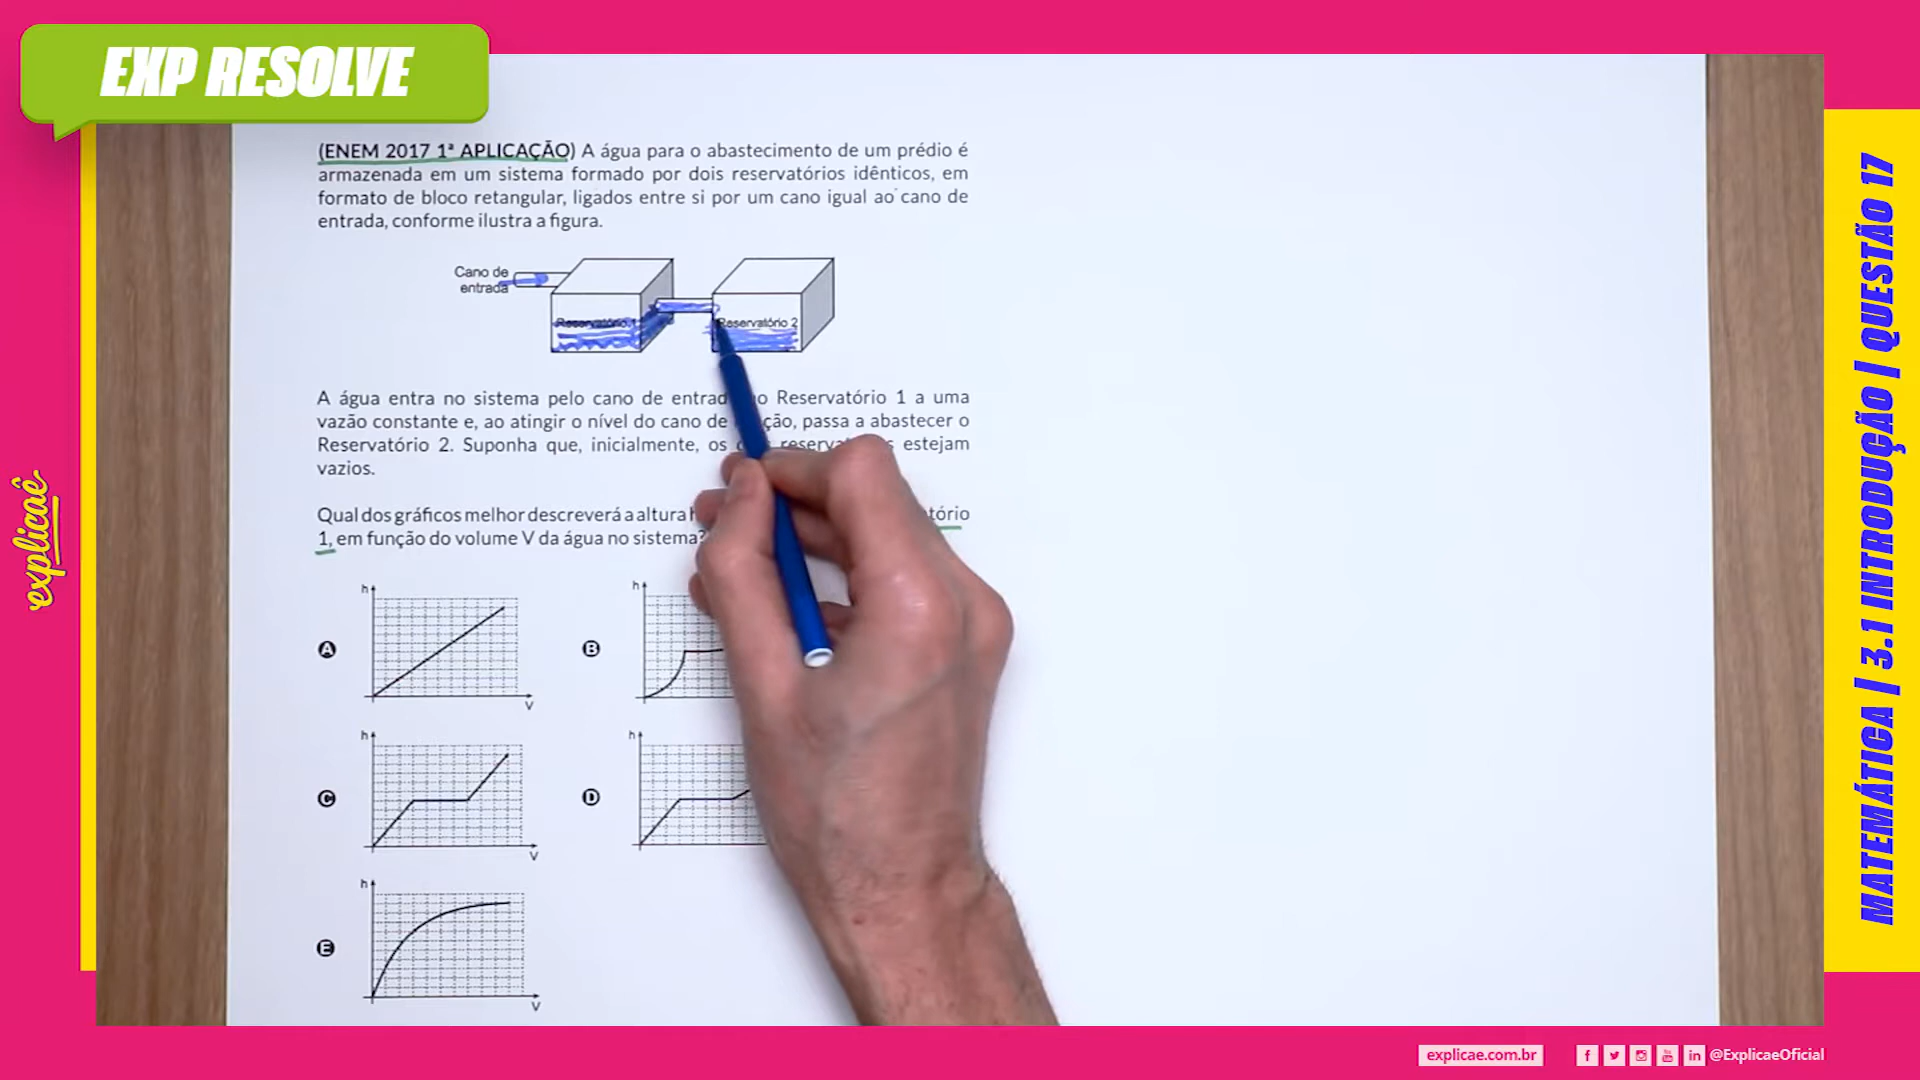 EXP RESOLVE
(ENEM 2017 1ª APLICAÇÃO) A água para o abastecimento de um prédio é
armazenada em um sistema formado por dois reservatórios idênticos, em
formato de bloco retangular, ligados entre si por um cano igual ao cano de
entrada, conforme ilustra a figura.
Cano de
entrada
Reservatório 1
Reservatório 2
A água entra no sistema pelo cano de no Reservatório 1 a uma
vazão constante e, ao atingir o nível do cano de passa a abastecer o
Reservatório 2. Suponha que, inicialmente, os estejam
vazios.
Qual dos gráficos melhor descreverá a altura
1, em função do volume V da água no sistema?
A
h
V
B
h
C
h
V
D
h
E
h
V
explicaê
MATEMÁTICA | 3.1 INTRODUÇÃO | QUESTÃO 17
explicae.com.br
@ExplicaeOficial